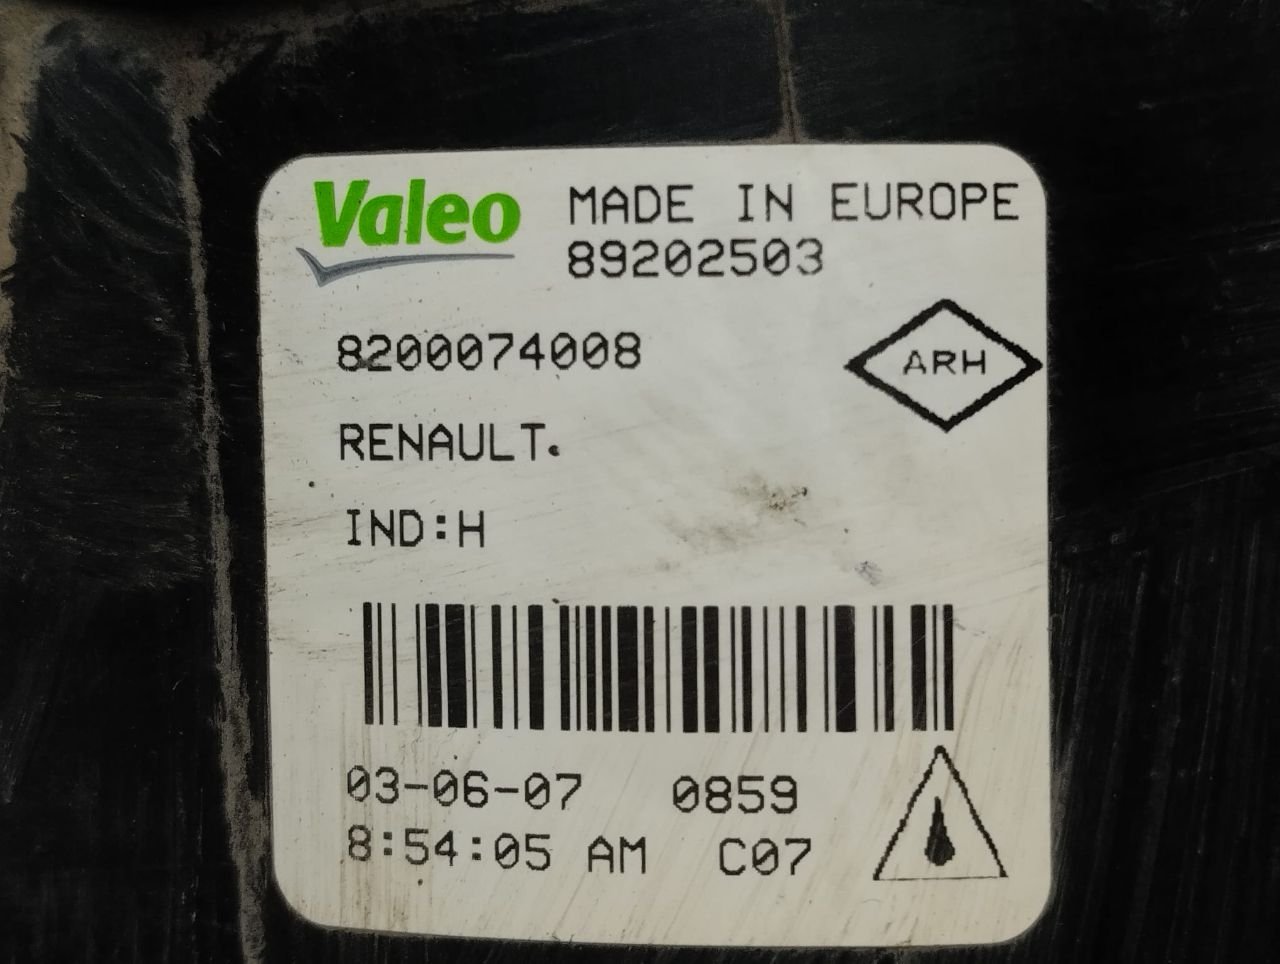 Valeo MADE IN EUROPE
89202503
8200074008
ARH
RENAULT.
IND:H
03-06-07 0859
8:54:05 AM C07